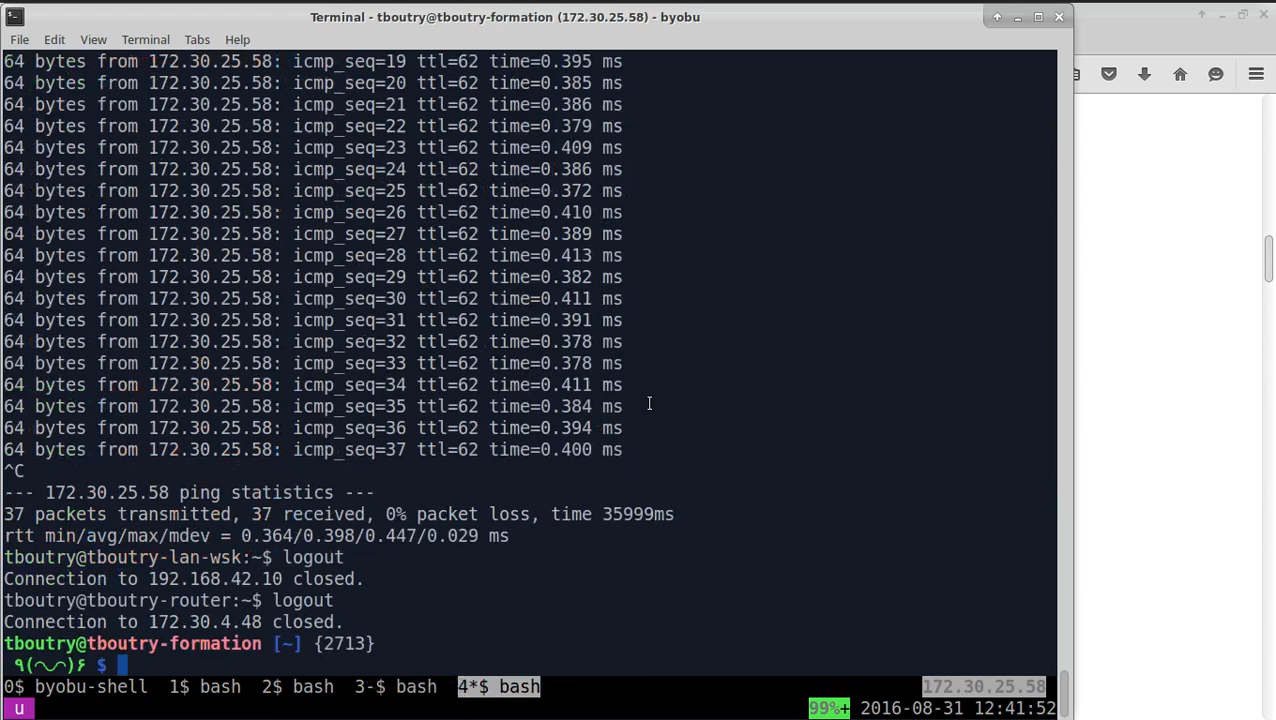 Terminal - tboutry@tboutry-formation (172.30.25.58) - byobu
File Edit View Terminal Tabs Help
64 bytes from 172.30.25.58: icmp_seq=19 ttl=62 time=0.395 ms
64 bytes from 172.30.25.58: icmp_seq=20 ttl=62 time=0.385 ms
64 bytes from 172.30.25.58: icmp_seq=21 ttl=62 time=0.386 ms
64 bytes from 172.30.25.58: icmp_seq=22 ttl=62 time=0.379 ms
64 bytes from 172.30.25.58: icmp_seq=23 ttl=62 time=0.409 ms
64 bytes from 172.30.25.58: icmp_seq=24 ttl=62 time=0.386 ms
64 bytes from 172.30.25.58: icmp_seq=25 ttl=62 time=0.372 ms
64 bytes from 172.30.25.58: icmp_seq=26 ttl=62 time=0.410 ms
64 bytes from 172.30.25.58: icmp_seq=27 ttl=62 time=0.389 ms
64 bytes from 172.30.25.58: icmp_seq=28 ttl=62 time=0.413 ms
64 bytes from 172.30.25.58: icmp_seq=29 ttl=62 time=0.382 ms
64 bytes from 172.30.25.58: icmp_seq=30 ttl=62 time=0.411 ms
64 bytes from 172.30.25.58: icmp_seq=31 ttl=62 time=0.391 ms
64 bytes from 172.30.25.58: icmp_seq=32 ttl=62 time=0.378 ms
64 bytes from 172.30.25.58: icmp_seq=33 ttl=62 time=0.378 ms
64 bytes from 172.30.25.58: icmp_seq=34 ttl=62 time=0.411 ms
64 bytes from 172.30.25.58: icmp_seq=35 ttl=62 time=0.384 ms
64 bytes from 172.30.25.58: icmp_seq=36 ttl=62 time=0.394 ms
64 bytes from 172.30.25.58: icmp_seq=37 ttl=62 time=0.400 ms
^C
--- 172.30.25.58 ping statistics ---
37 packets transmitted, 37 received, 0% packet loss, time 35999ms
rtt min/avg/max/mdev = 0.364/0.398/0.447/0.029 ms
tboutry@tboutry-lan-wsk:~$ logout
Connection to 192.168.42.10 closed.
tboutry@tboutry-router:~$ logout
Connection to 172.30.4.48 closed.
tboutry@tboutry-formation [~] {2713}
٩(◡◡)۶ $
0$ byobu-shell 1$ bash 2$ bash 3-$ bash 4*$ bash 172.30.25.58
u 99%+ 2016-08-31 12:41:52